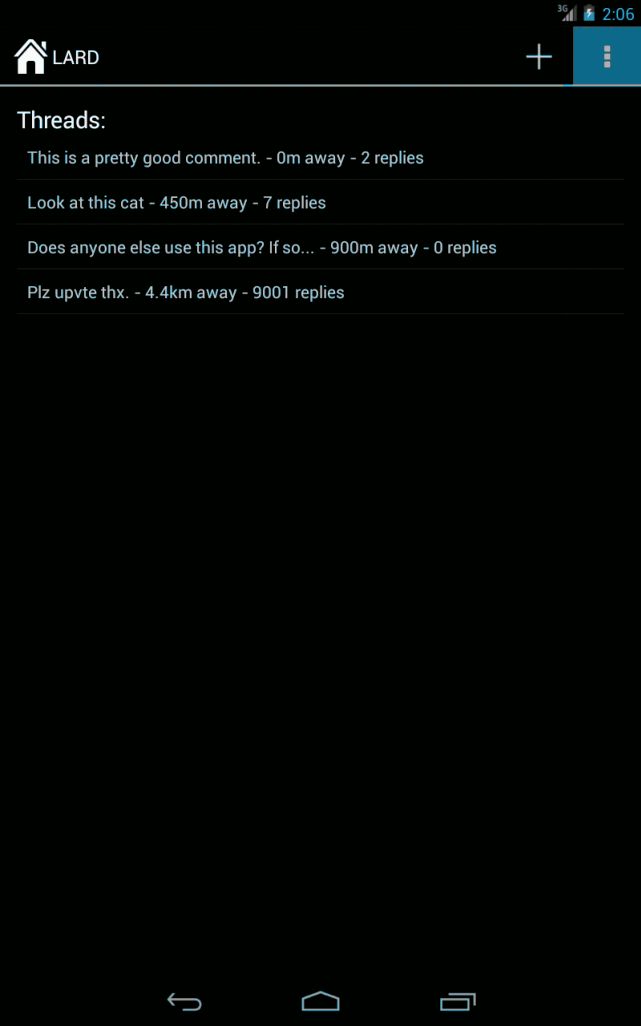 3G 2:06
LARD
Threads:
This is a pretty good comment. - 0m away - 2 replies
Look at this cat - 450m away - 7 replies
Does anyone else use this app? If so... - 900m away - 0 replies
Plz upvte thx. - 4.4km away - 9001 replies